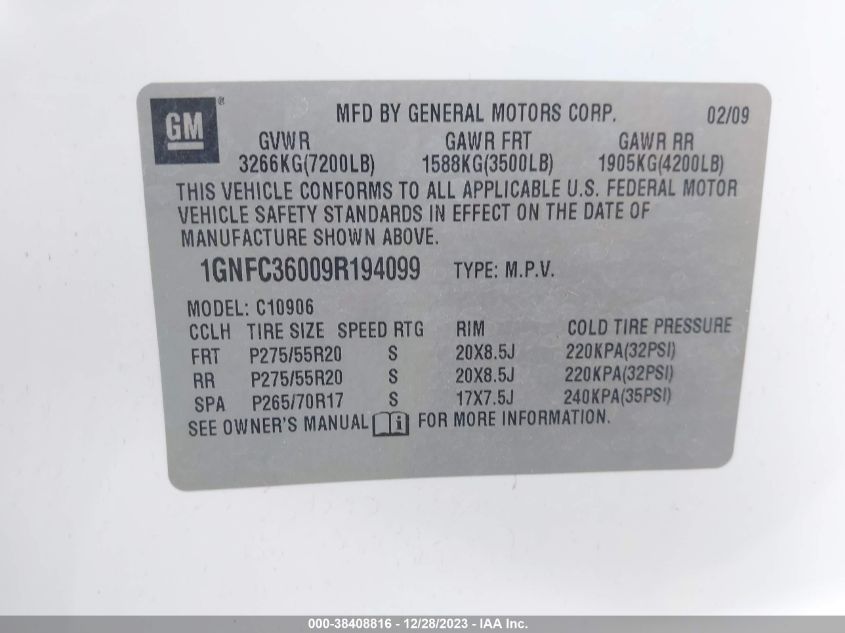 GM®
MFD BY GENERAL MOTORS CORP. 02/09
GVWR GAWR FRT GAWR RR
3266KG(7200LB) 1588KG(3500LB) 1905KG(4200LB)
THIS VEHICLE CONFORMS TO ALL APPLICABLE U.S. FEDERAL MOTOR
VEHICLE SAFETY STANDARDS IN EFFECT ON THE DATE OF
MANUFACTURE SHOWN ABOVE.
1GNFC36009R194099 TYPE: M.P.V.
MODEL: C10906
CCLH TIRE SIZE SPEED RTG RIM COLD TIRE PRESSURE
FRT P275/55R20 S 20X8.5J 220KPA(32PSI)
RR P275/55R20 S 20X8.5J 220KPA(32PSI)
SPA P265/70R17 S 17X7.5J 240KPA(35PSI)
SEE OWNER'S MANUAL i FOR MORE INFORMATION.
000-38408816 - 12/28/2023 - IAA Inc.